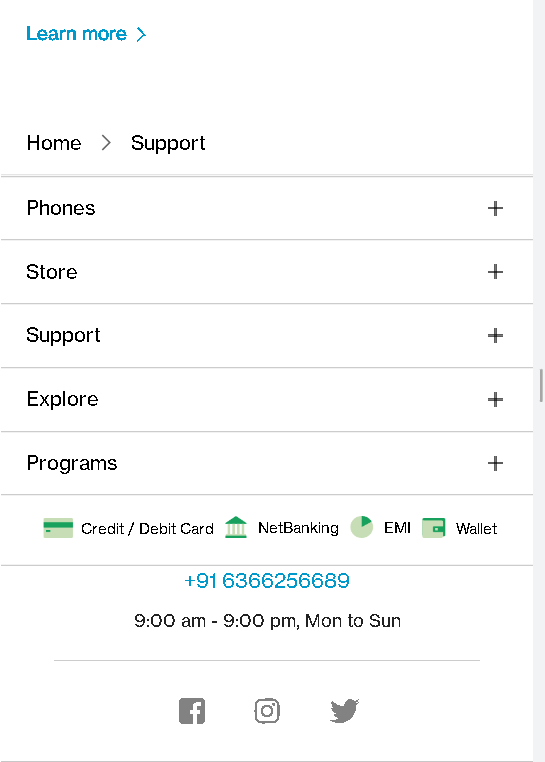 Learn more
Home > Support
Phones
Store
Support
Explore
Programs
Credit / Debit Card NetBanking EMI Wallet
+91 6366256689
9:00 am - 9:00 pm, Mon to Sun